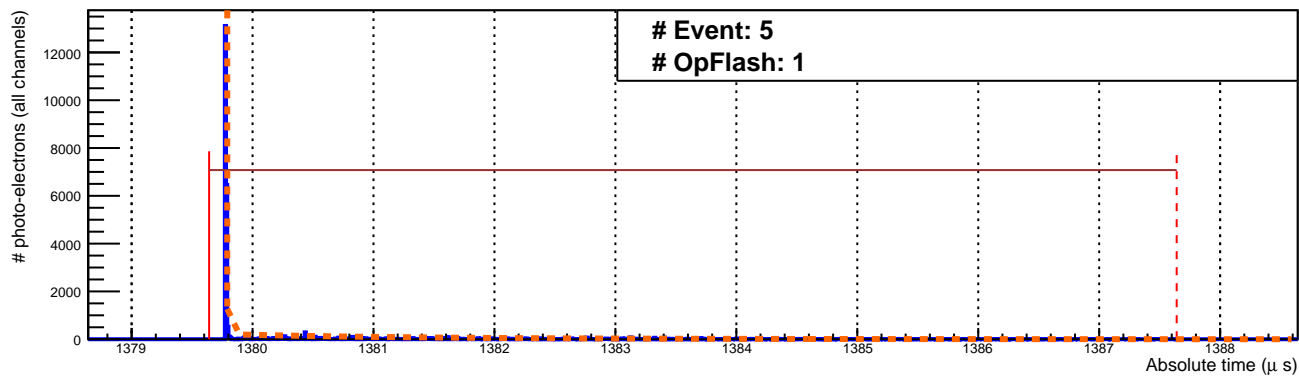 # Event: 5
# OpFlash: 1
# photo-electrons (all channels)
12000
10000
8000
6000
4000
2000
0
1379 1380 1381 1382 1383 1384 1385 1386 1387 1388
Absolute time (μ s)